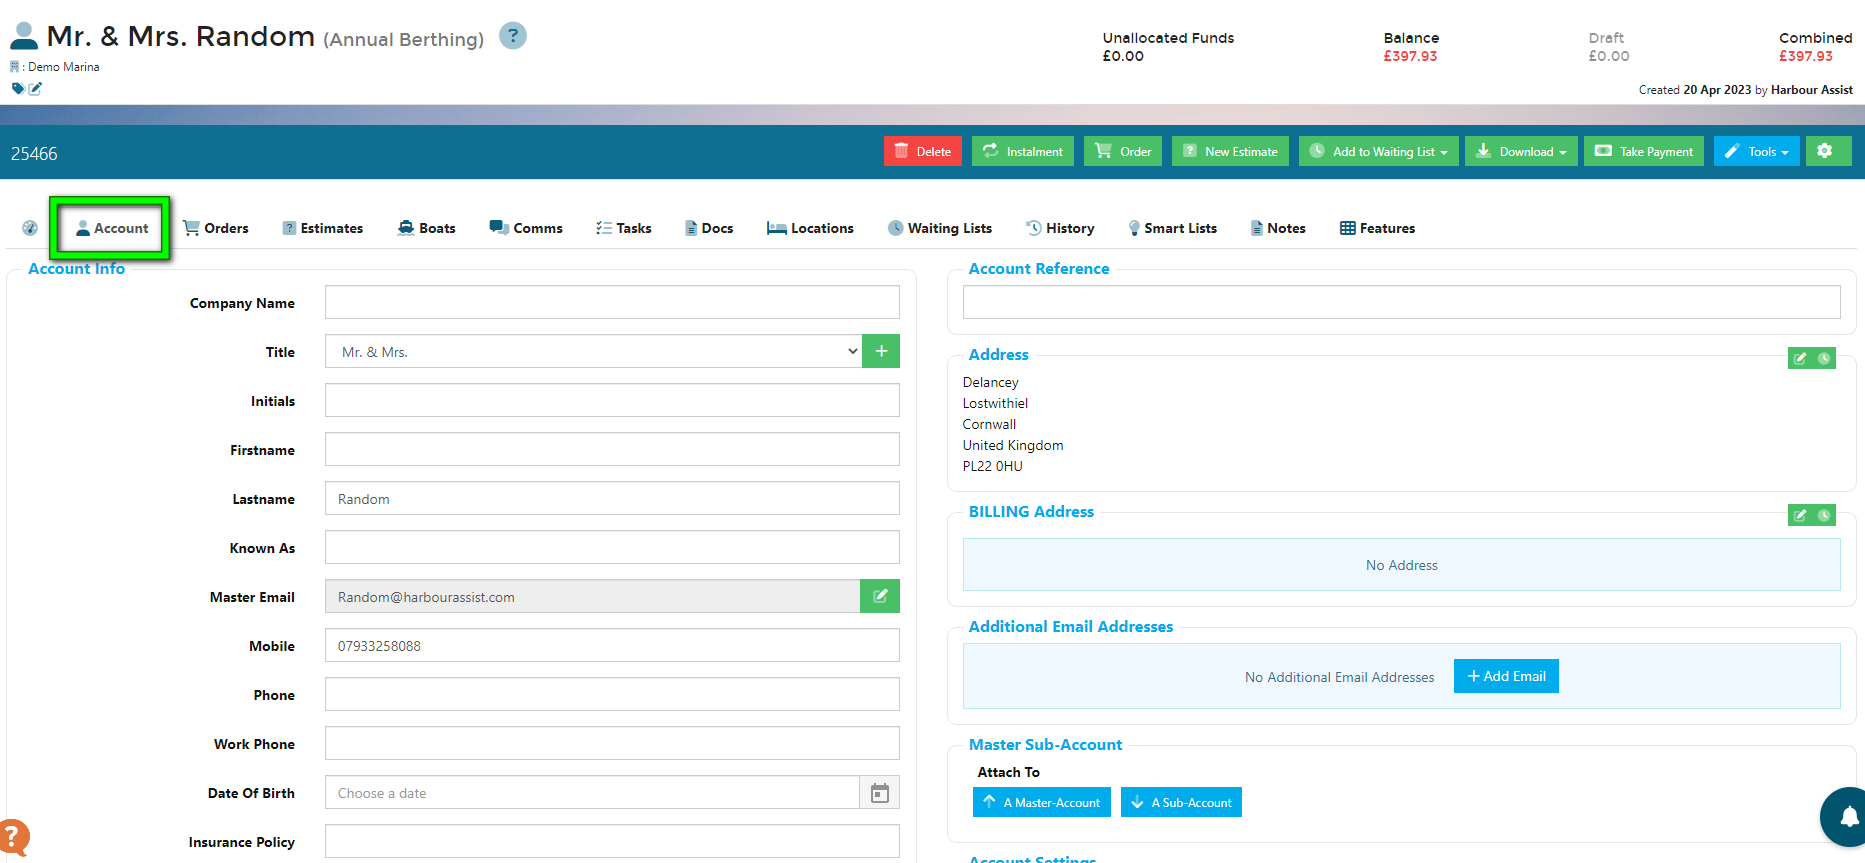 Mr. & Mrs. Random (Annual Berthing) ?
: Demo Marina
Unallocated Funds
£0.00
Balance
£397.93
Draft
£0.00
Combined
£397.93
Created 20 Apr 2023 by Harbour Assist
25466
Delete
Instalment
Order
New Estimate
Add to Waiting List
Download
Take Payment
Tools
Account
Orders
Estimates
Boats
Comms
Tasks
Docs
Locations
Waiting Lists
History
Smart Lists
Notes
Features
Account Info
Company Name
Title
Mr. & Mrs.
Initials
Firstname
Lastname
Random
Known As
Master Email
Random@harbourassist.com
Mobile
07933258088
Phone
Work Phone
Date Of Birth
Choose a date
Insurance Policy
Account Reference
Address
Delancey
Lostwithiel
Cornwall
United Kingdom
PL22 0HU
BILLING Address
No Address
Additional Email Addresses
No Additional Email Addresses
+ Add Email
Master Sub-Account
Attach To
A Master-Account
A Sub-Account
Account Settings
?